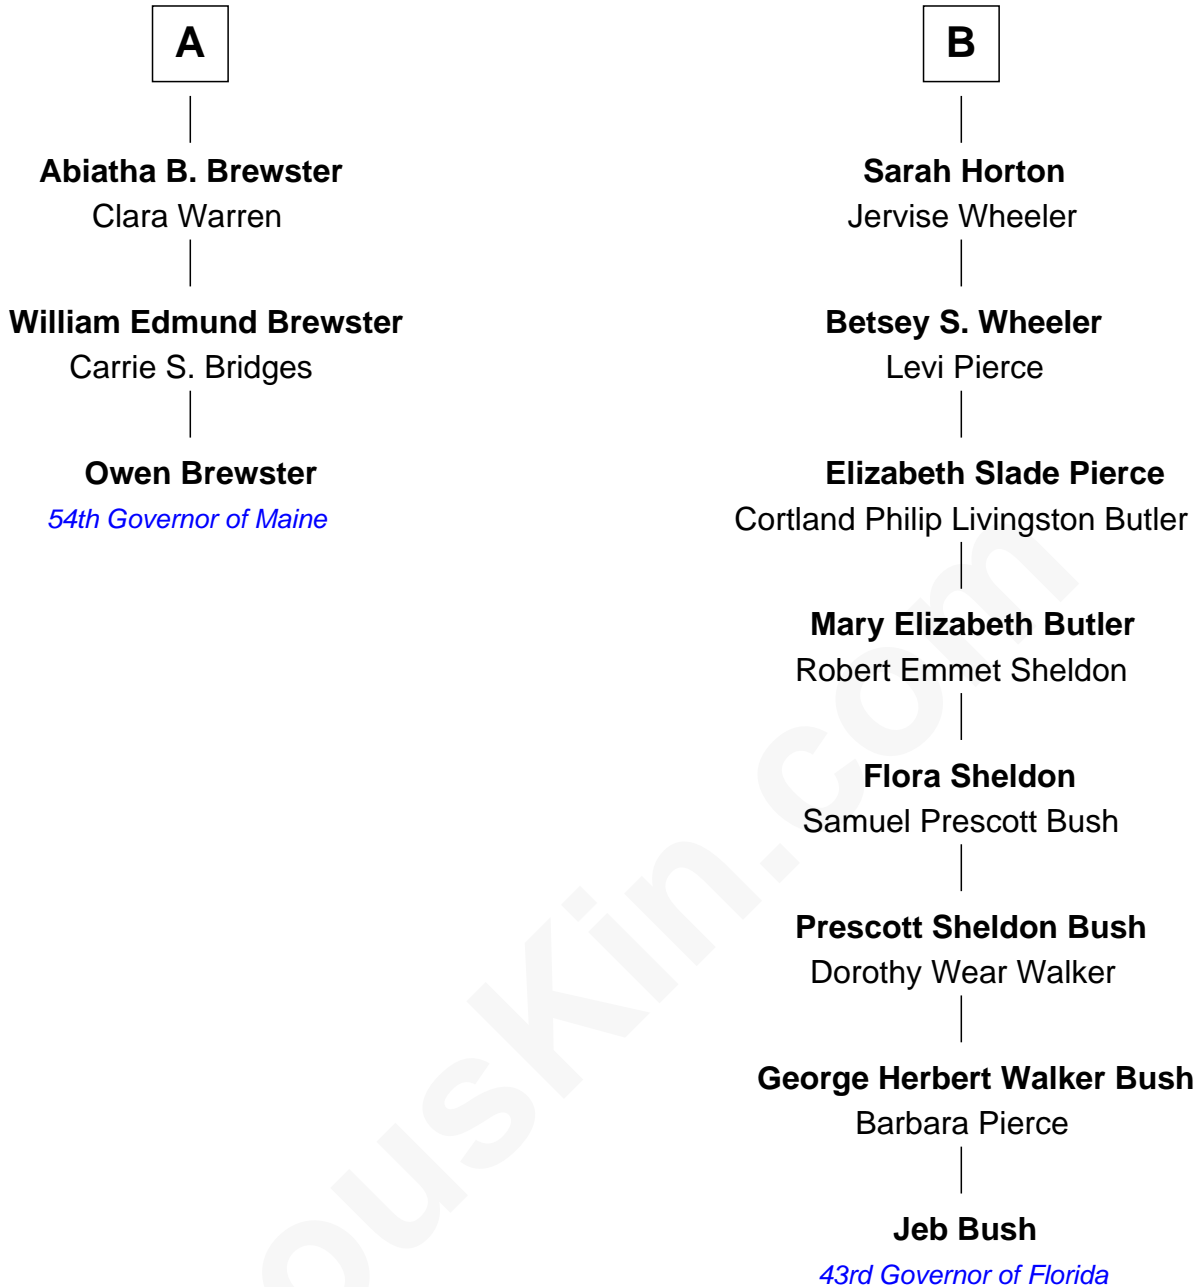 A
Abiatha B. Brewster
Clara Warren
William Edmund Brewster
Carrie S. Bridges
Owen Brewster
54th Governor of Maine
B
Sarah Horton
Jervise Wheeler
Betsey S. Wheeler
Levi Pierce
Elizabeth Slade Pierce
Cortland Philip Livingston Butler
Mary Elizabeth Butler
Robert Emmet Sheldon
Flora Sheldon
Samuel Prescott Bush
Prescott Sheldon Bush
Dorothy Wear Walker
George Herbert Walker Bush
Barbara Pierce
Jeb Bush
43rd Governor of Florida
ousKin.com